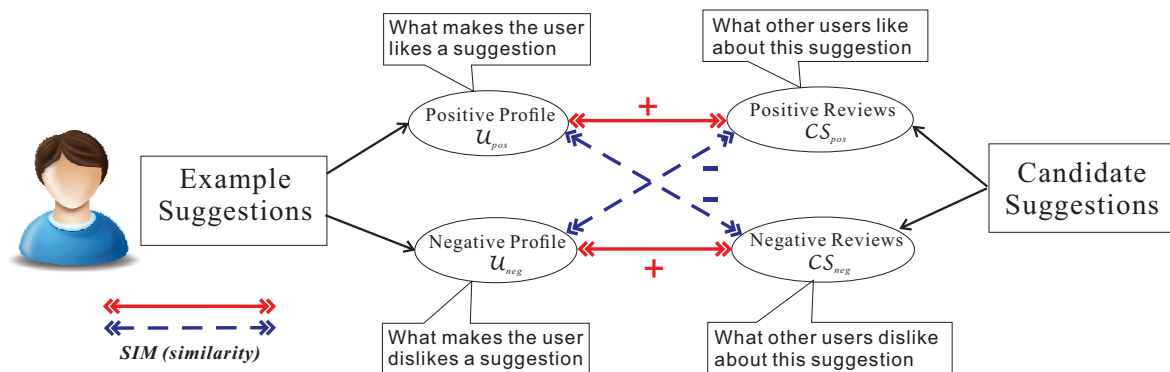 What makes the user
likes a suggestion
What other users like
about this suggestion
+
Positive Profile
U_pos
Positive Reviews
CS_pos
-
-
Example
Suggestions
Candidate
Suggestions
Negative Profile
U_neg
Negative Reviews
CS_neg
+
SIM (similarity)
What makes the user
dislikes a suggestion
What other users dislike
about this suggestion